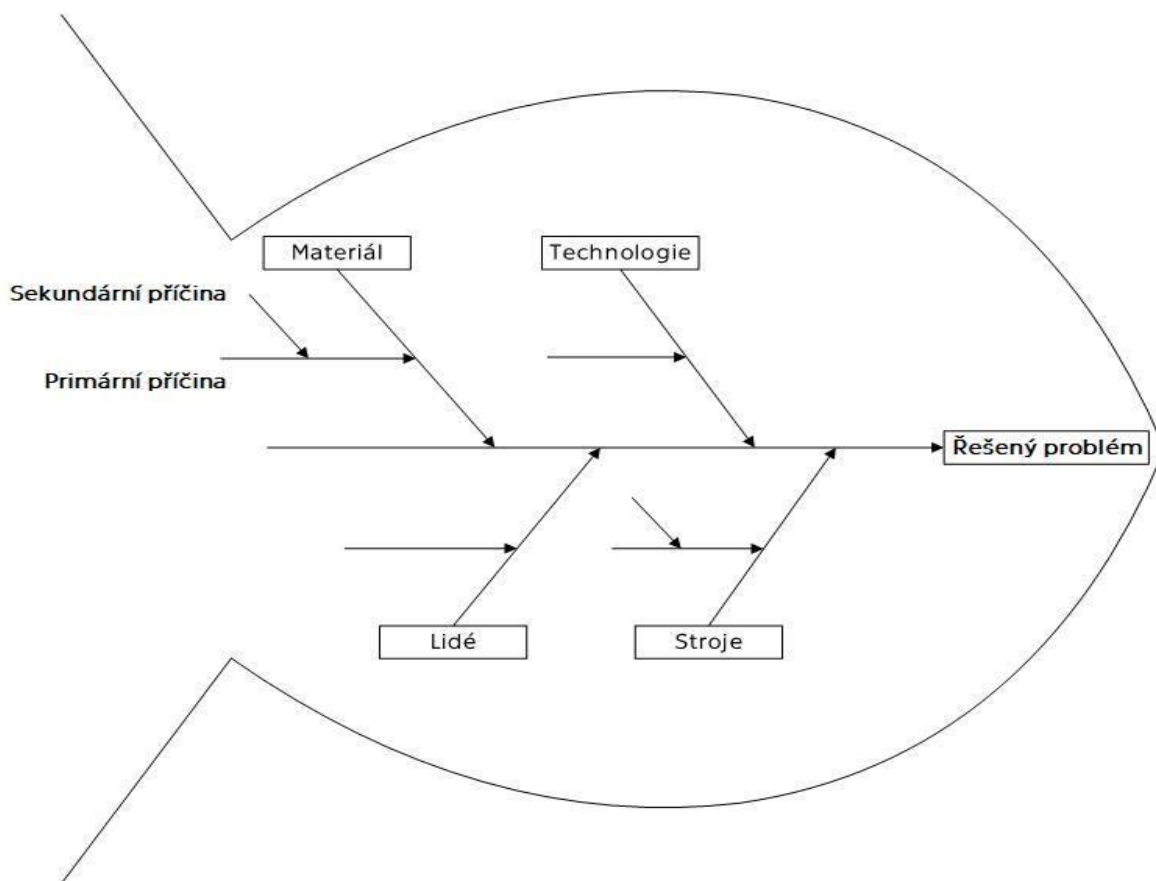 Materiál
Technologie
Sekundární příčina
Primární příčina
Řešený problém
Lidé
Stroje